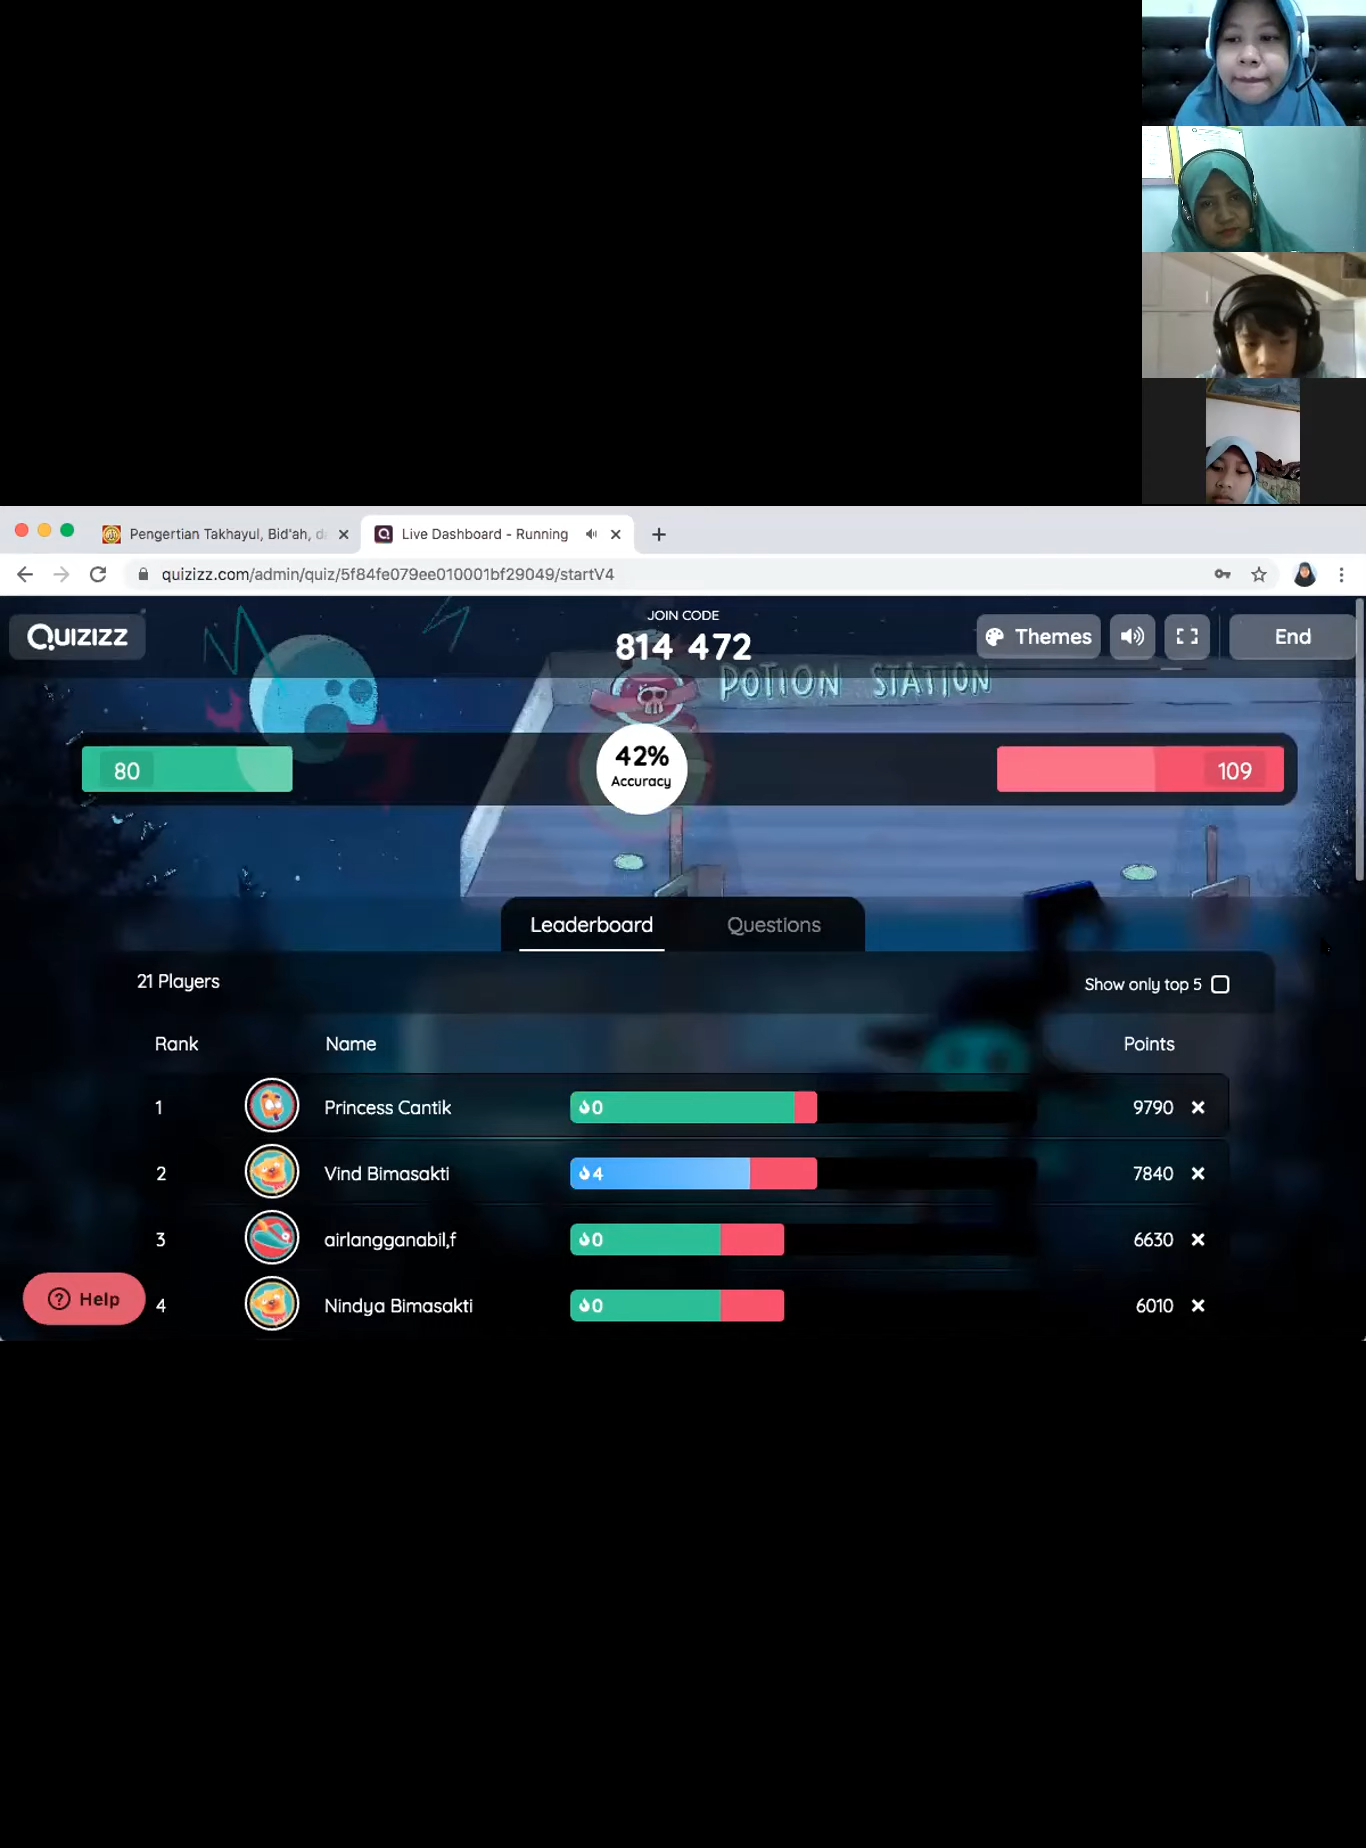 Pengertian Takhayul, Bid'ah, d
Live Dashboard - Running
quizizz.com/admin/quiz/5f84fe079ee010001bf29049/startV4
Quizizz
JOIN CODE
814 472
Themes
End
POTION STATION
80
42%
Accuracy
109
Leaderboard
Questions
21 Players
Show only top 5
Rank Name Points
1 Princess Cantik 0 9790
2 Vind Bimasakti 4 7840
3 airlangganabil,f 0 6630
Help
4 Nindya Bimasakti 0 6010